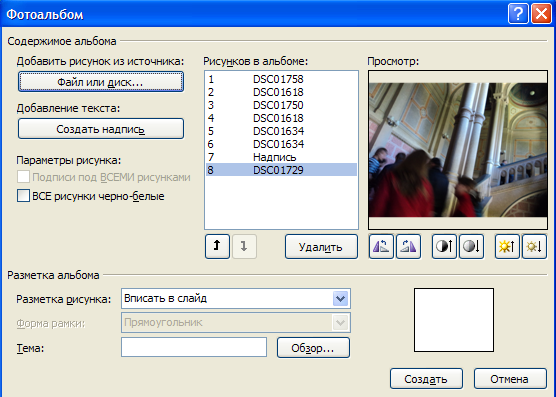 Фотоальбом
Содержимое альбома
Добавить рисунок из источника:
Файл или диск...
Добавление текста:
Создать надпись
Параметры рисунка:
Подписи под ВСЕМИ рисунками
ВСЕ рисунки черно-белые
Рисунков в альбоме:
1 DSC01758
2 DSC01618
3 DSC01750
4 DSC01618
5 DSC01634
6 DSC01634
7 Надпись
8 DSC01729
Удалить
Просмотр:
Разметка альбома
Разметка рисунка: Вписать в слайд
Форма рамки: Прямоугольник
Тема: Обзор...
Создать Отмена